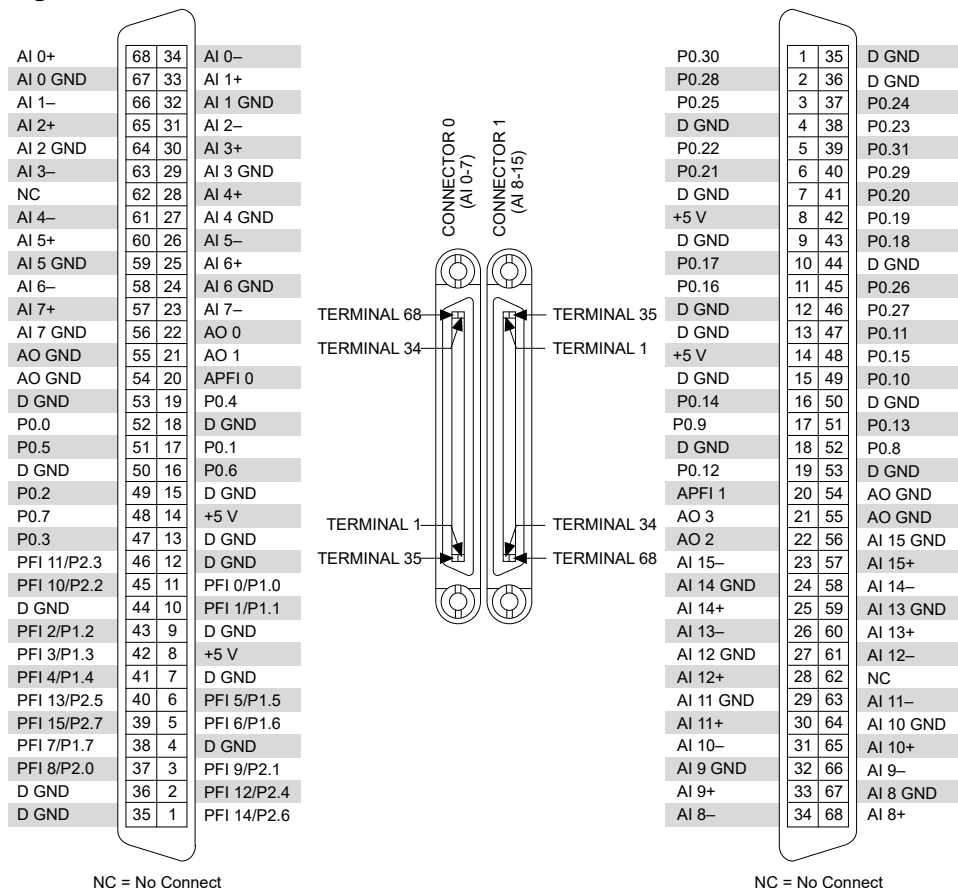 AI 0+ 68 34 AI 0–
AI 0 GND 67 33 AI 1+
AI 1– 66 32 AI 1 GND
AI 2+ 65 31 AI 2–
AI 2 GND 64 30 AI 3+
AI 3– 63 29 AI 3 GND
NC 62 28 AI 4+
AI 4– 61 27 AI 4 GND
AI 5+ 60 26 AI 5–
AI 5 GND 59 25 AI 6+
AI 6– 58 24 AI 6 GND
AI 7+ 57 23 AI 7–
AI 7 GND 56 22 AO 0
AO GND 55 21 AO 1
AO GND 54 20 APFI 0
D GND 53 19 P0.4
P0.0 52 18 D GND
P0.5 51 17 P0.1
D GND 50 16 P0.6
P0.2 49 15 D GND
P0.7 48 14 +5 V
P0.3 47 13 D GND
PFI 11/P2.3 46 12 D GND
PFI 10/P2.2 45 11 PFI 0/P1.0
D GND 44 10 PFI 1/P1.1
PFI 2/P1.2 43 9 D GND
PFI 3/P1.3 42 8 +5 V
PFI 4/P1.4 41 7 D GND
PFI 13/P2.5 40 6 PFI 5/P1.5
PFI 15/P2.7 39 5 PFI 6/P1.6
PFI 7/P1.7 38 4 D GND
PFI 8/P2.0 37 3 PFI 9/P2.1
D GND 36 2 PFI 12/P2.4
D GND 35 1 PFI 14/P2.6
NC = No Connect
CONNECTOR 0
(AI 0-7)
CONNECTOR 1
(AI 8-15)
TERMINAL 68
TERMINAL 34
TERMINAL 35
TERMINAL 1
TERMINAL 1
TERMINAL 35
TERMINAL 34
TERMINAL 68
P0.30 1 35 D GND
P0.28 2 36 D GND
P0.25 3 37 P0.24
D GND 4 38 P0.23
P0.22 5 39 P0.31
P0.21 6 40 P0.29
D GND 7 41 P0.20
+5 V 8 42 P0.19
D GND 9 43 P0.18
P0.17 10 44 D GND
P0.16 11 45 P0.26
D GND 12 46 P0.27
D GND 13 47 P0.11
+5 V 14 48 P0.15
D GND 15 49 P0.10
P0.14 16 50 D GND
P0.9 17 51 P0.13
D GND 18 52 P0.8
P0.12 19 53 D GND
APFI 1 20 54 AO GND
AO 3 21 55 AO GND
AO 2 22 56 AI 15 GND
AI 15– 23 57 AI 15+
AI 14 GND 24 58 AI 14–
AI 14+ 25 59 AI 13 GND
AI 13– 26 60 AI 13+
AI 12 GND 27 61 AI 12–
AI 12+ 28 62 NC
AI 11 GND 29 63 AI 11–
AI 11+ 30 64 AI 10 GND
AI 10– 31 65 AI 10+
AI 9 GND 32 66 AI 9–
AI 9+ 33 67 AI 8 GND
AI 8– 34 68 AI 8+
NC = No Connect